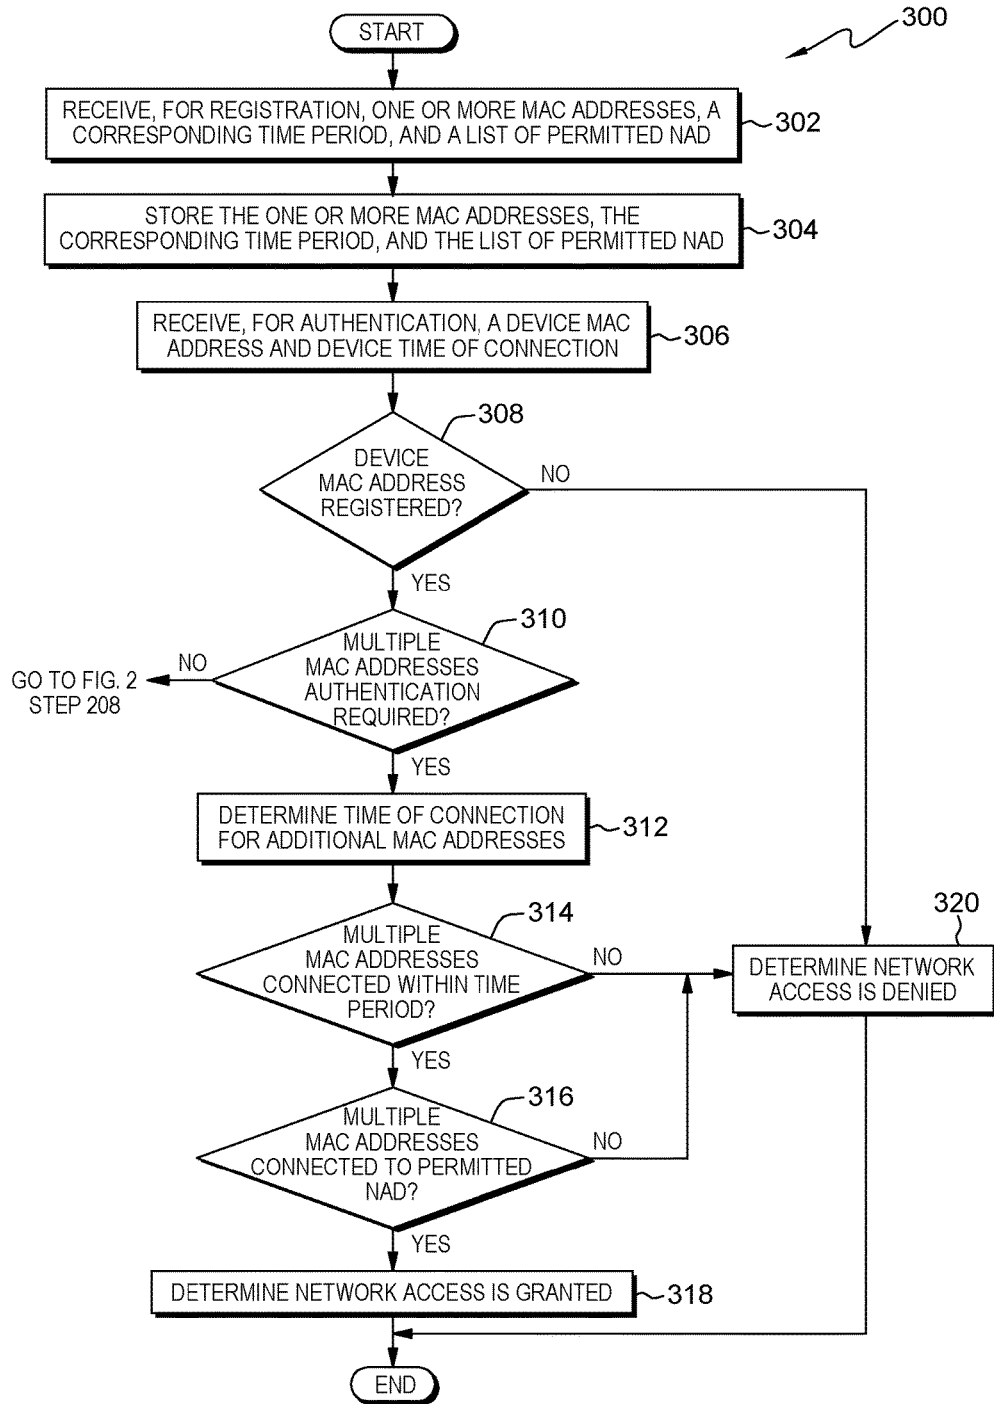 300
START
RECEIVE, FOR REGISTRATION, ONE OR MORE MAC ADDRESSES, A
CORRESPONDING TIME PERIOD, AND A LIST OF PERMITTED NAD
302
STORE THE ONE OR MORE MAC ADDRESSES, THE
CORRESPONDING TIME PERIOD, AND THE LIST OF PERMITTED NAD
304
RECEIVE, FOR AUTHENTICATION, A DEVICE MAC
ADDRESS AND DEVICE TIME OF CONNECTION
306
308
DEVICE
MAC ADDRESS
REGISTERED?
NO
YES
310
MULTIPLE
MAC ADDRESSES
AUTHENTICATION
REQUIRED?
NO
GO TO FIG. 2
STEP 208
YES
DETERMINE TIME OF CONNECTION
FOR ADDITIONAL MAC ADDRESSES
312
314
MULTIPLE
MAC ADDRESSES
CONNECTED WITHIN TIME
PERIOD?
NO
320
DETERMINE NETWORK
ACCESS IS DENIED
YES
316
MULTIPLE
MAC ADDRESSES
CONNECTED TO PERMITTED
NAD?
NO
YES
DETERMINE NETWORK ACCESS IS GRANTED
318
END